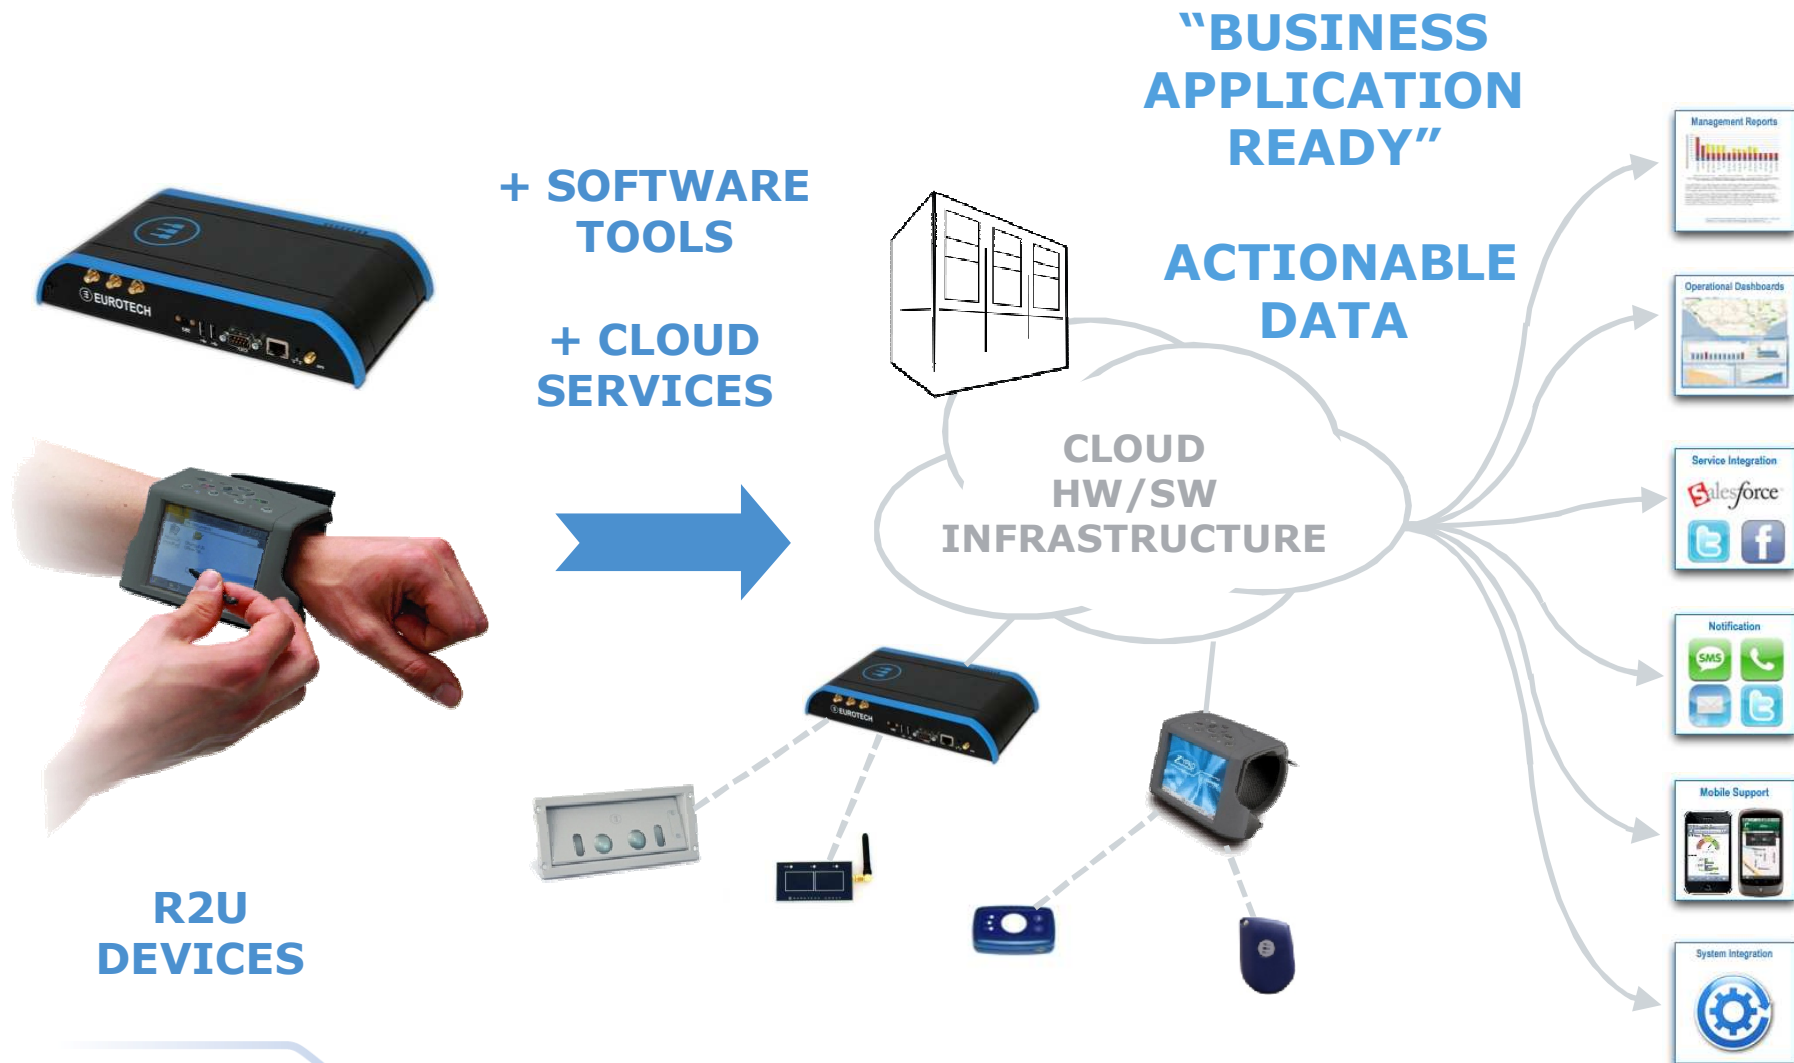 “BUSINESS
APPLICATION
READY”
+ SOFTWARE
TOOLS
ACTIONABLE
DATA
+ CLOUD
SERVICES
EUROTECH
CLOUD
HW/SW
INFRASTRUCTURE
EUROTECH
R2U
DEVICES
Management Reports
Operational Dashboards
Service Integration
Salesforce
Notification
SMS
Mobile Support
System Integration